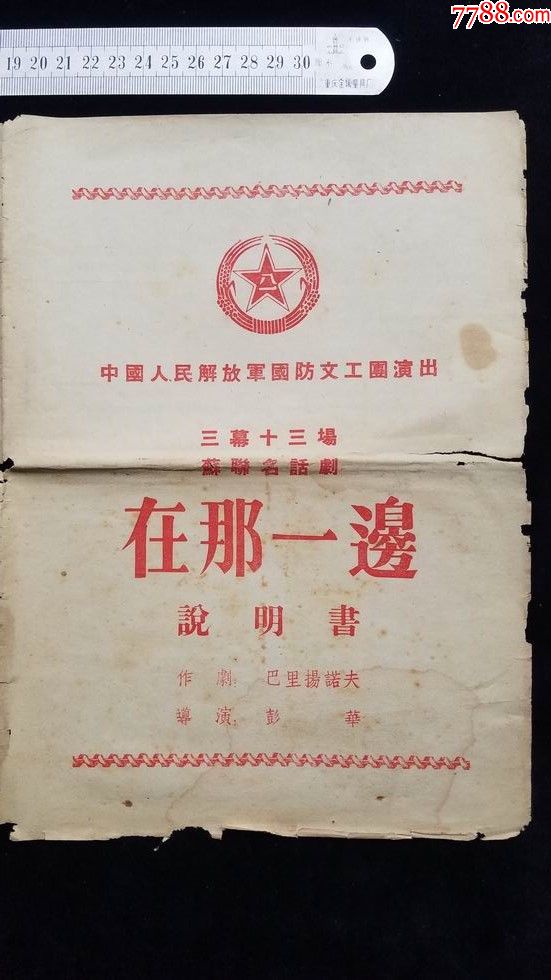 7788.com
19 20 21 22 23 24 25 26 27 28 29 30
八一
中國人民解放軍國防文工團演出
三幕十三場
蘇聯名話劇
在那一邊
說明書
作劇：巴里揚諾夫
導演：彭華